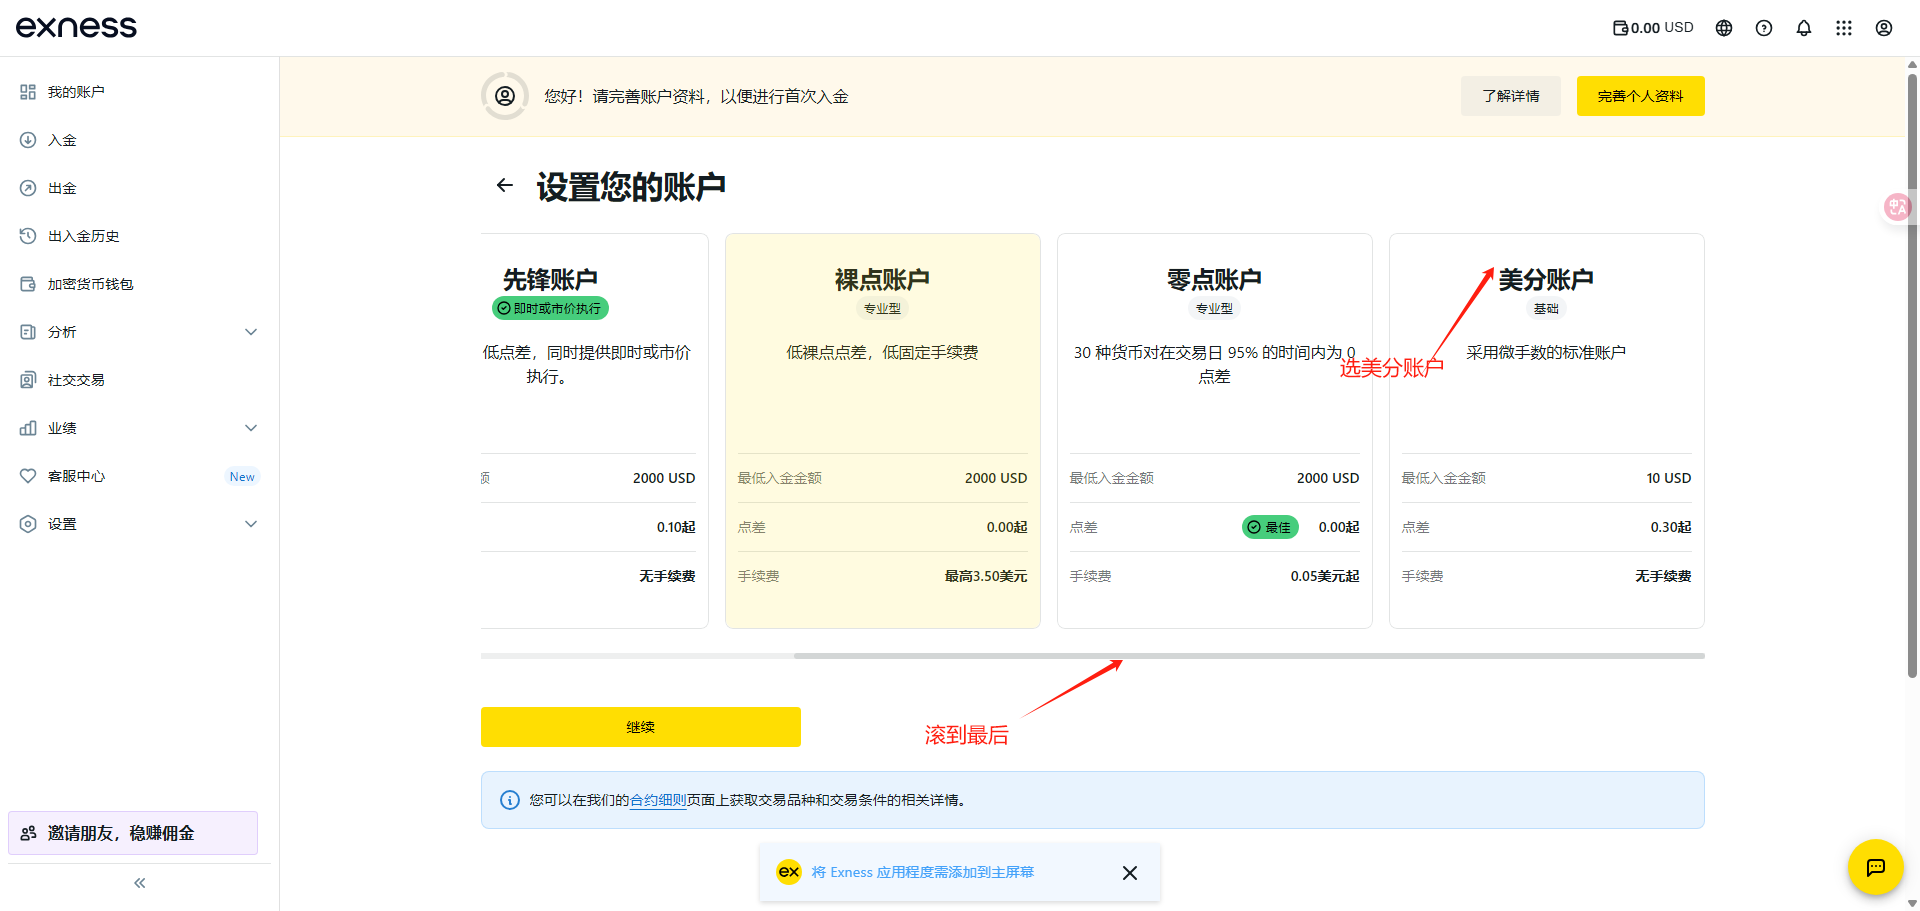 exness
0.00 USD
我的账户
入金
出金
出入金历史
加密货币钱包
分析
社交交易
业绩
客服中心 New
设置
邀请朋友，稳赚佣金
您好！请完善账户资料，以便进行首次入金
了解详情
完善个人资料
设置您的账户
先锋账户
即时或市价执行
低点差，同时提供即时或市价
执行。
额 2000 USD
0.10起
无手续费
裸点账户
专业型
低裸点点差，低固定手续费
最低入金金额 2000 USD
点差 0.00起
手续费 最高3.50美元
零点账户
专业型
30 种货币对在交易日 95% 的时间内为 0
点差
最低入金金额 2000 USD
点差 最佳 0.00起
手续费 0.05美元起
美分账户
基础
采用微手数的标准账户
最低入金金额 10 USD
点差 0.30起
手续费 无手续费
选美分账户
滚到最后
继续
您可以在我们的合约细则页面上获取交易品种和交易条件的相关详情。
ex 将 Exness 应用程度需添加到主屏幕
中A